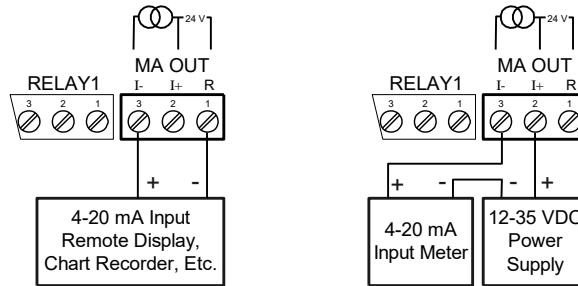 24 V
MA OUT
RELAY1
I- I+ R
3 2 1
3 2 1
+ -
4-20 mA Input
Remote Display,
Chart Recorder, Etc.
24 V
MA OUT
RELAY1
I- I+ R
3 2 1
3 2 1
+ - - +
4-20 mA
Input Meter
12-35 VDC
Power
Supply